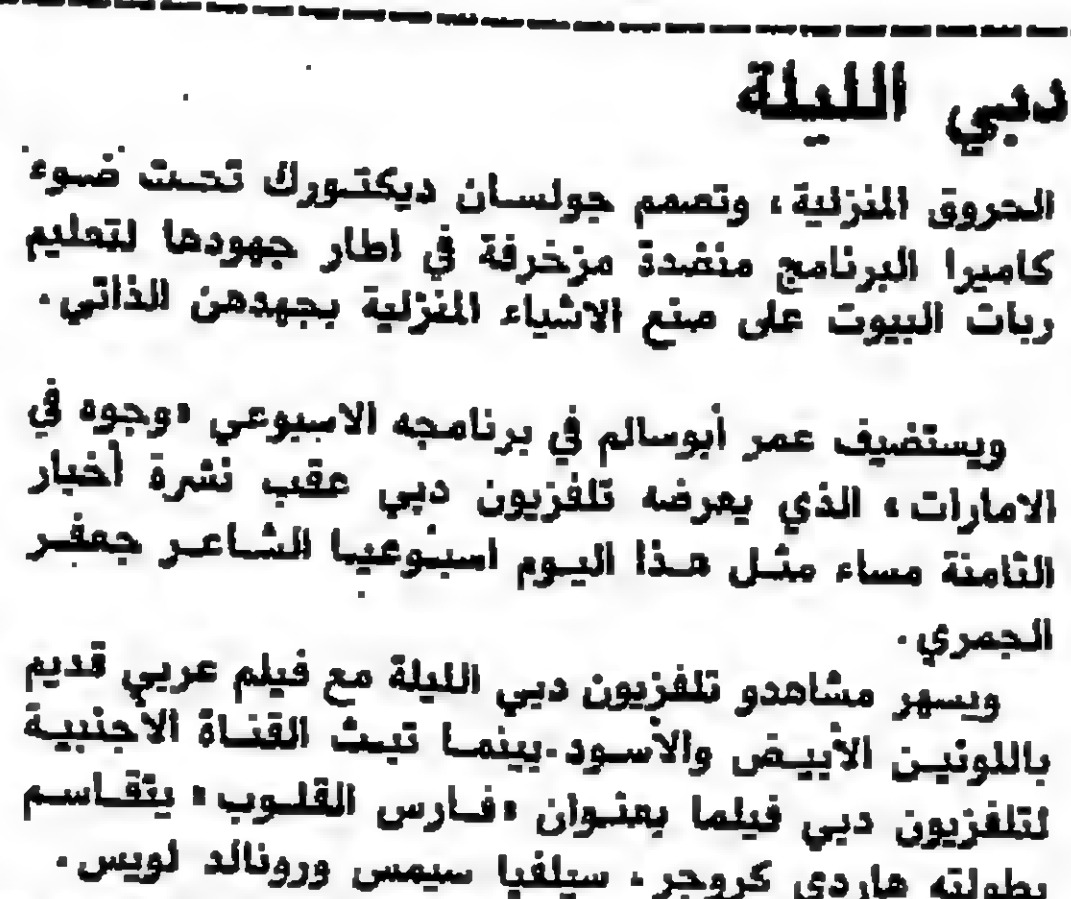 دبي الليلة
الحروق المنزلية، وتصمم جولسان ديكتورك تحت ضوء
كاميرا البرنامج منضدة مزخرفة في اطار جهودها لتعليم
ربات البيوت على صنع الاشياء المنزلية بجهدهن الذاتي.
ويستضيف عمر أبوسالم في برنامجه الاسبوعي «وجوه في
الامارات» الذي يعرضه تلفزيون دبي عقب نشرة أخبار
الثامنة مساء مثل هذا اليوم اسبوعيا الشاعر جعفر
الجمري.
ويسهر مشاهدو تلفزيون دبي الليلة مع فيلم عربي قديم
باللونين الأبيض والأسود بينما تبث القناة الأجنبية
لتلفزيون دبي فيلما بعنوان «فارس القلوب» يتقاسم
بطولته هاردي كروجر، سيلفيا سيمس ورونالد لويس.